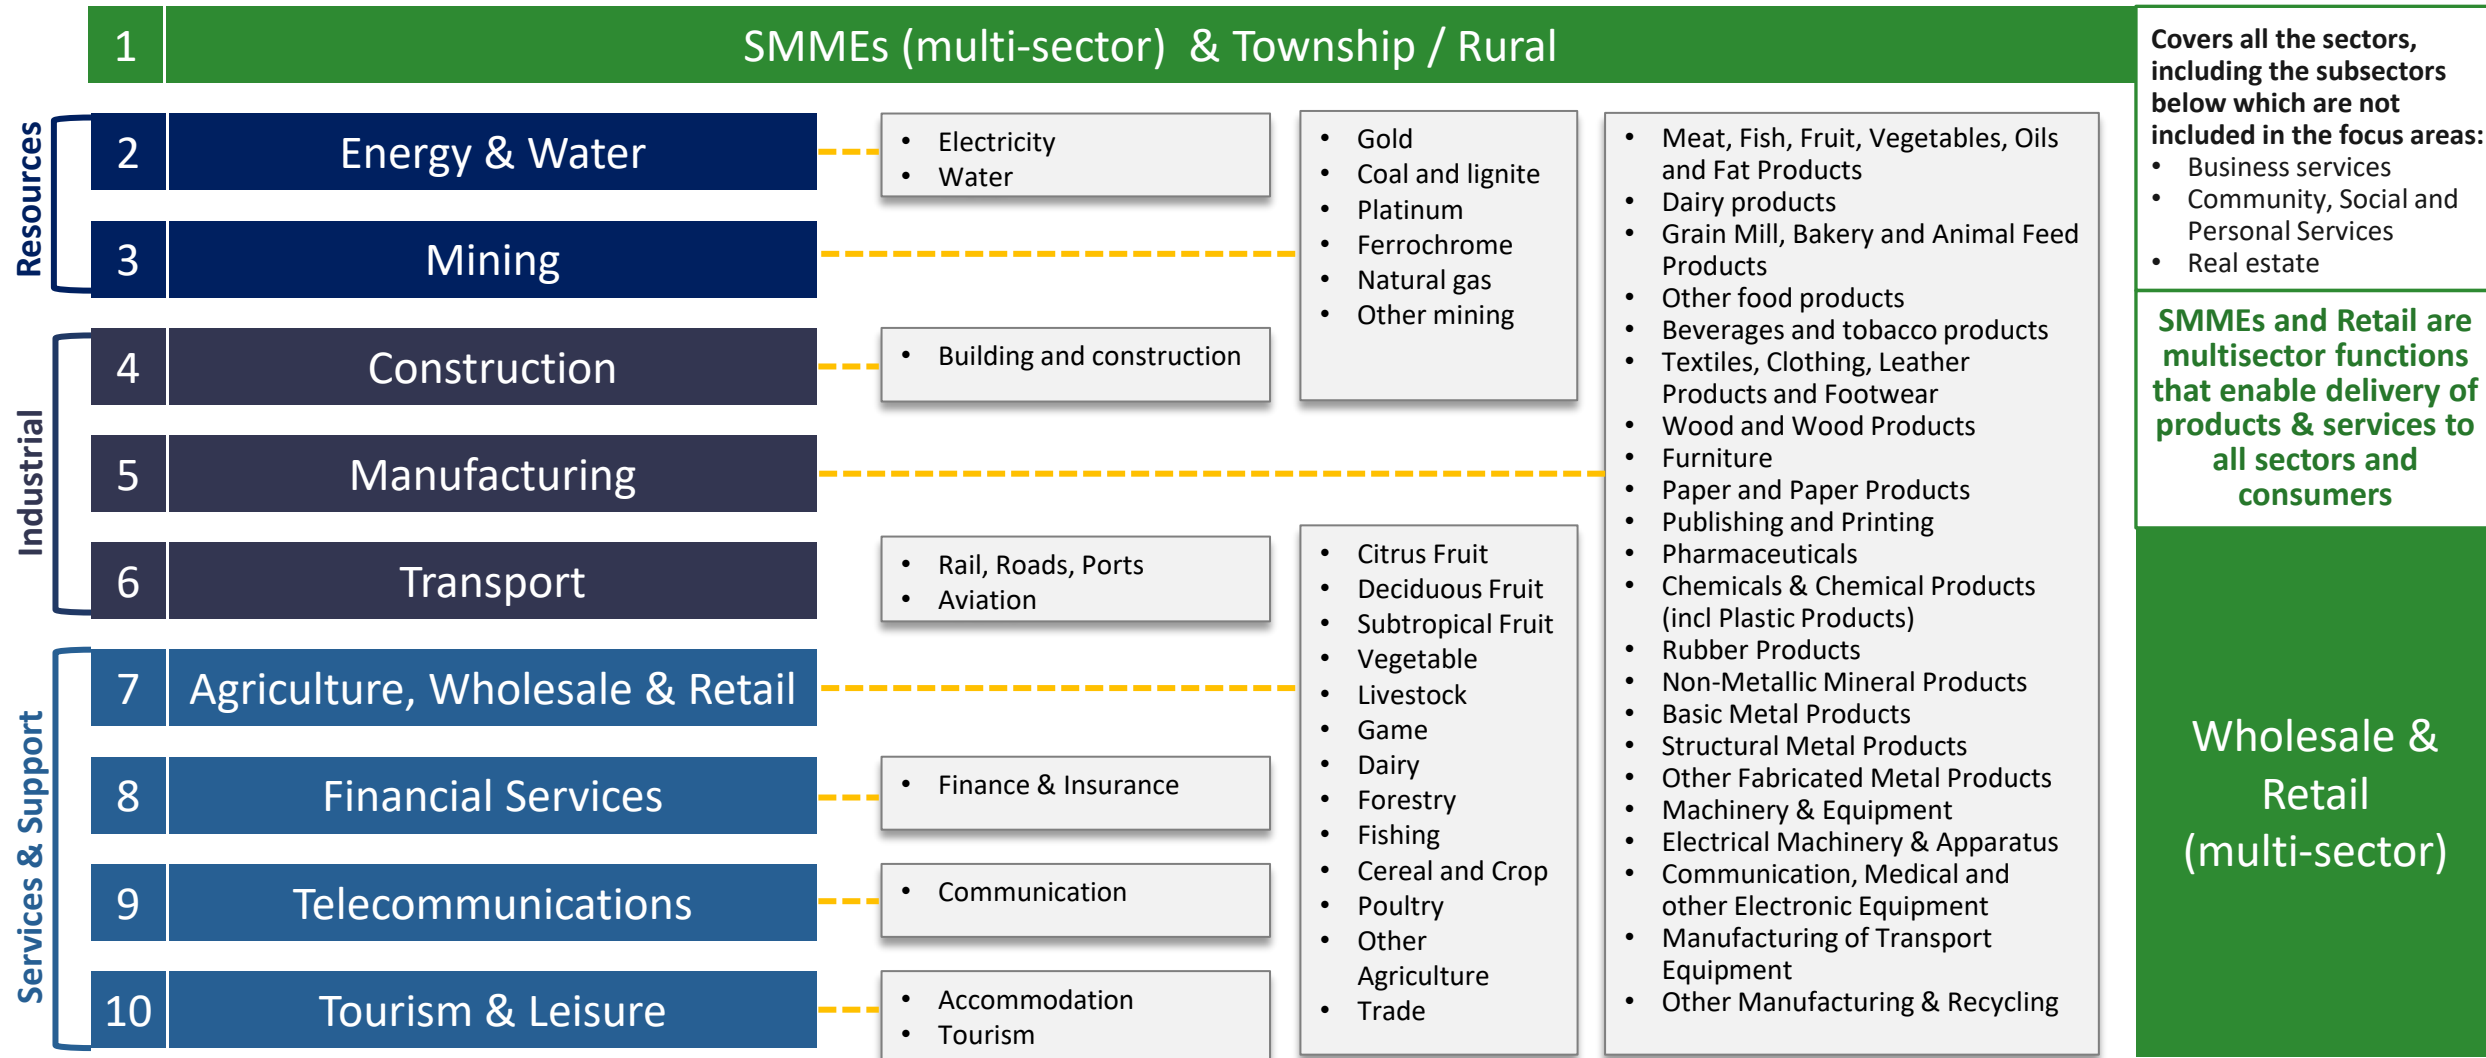 1
SMMEs (multi-sector) & Township / Rural
Resources
2
Energy & Water
• Electricity
• Water
3
Mining
• Gold
• Coal and lignite
• Platinum
• Ferrochrome
• Natural gas
• Other mining
Industrial
4
Construction
• Building and construction
5
Manufacturing
• Meat, Fish, Fruit, Vegetables, Oils
and Fat Products
• Dairy products
• Grain Mill, Bakery and Animal Feed
Products
• Other food products
• Beverages and tobacco products
• Textiles, Clothing, Leather
Products and Footwear
• Wood and Wood Products
• Furniture
• Paper and Paper Products
• Publishing and Printing
• Pharmaceuticals
• Chemicals & Chemical Products
(incl Plastic Products)
• Rubber Products
• Non-Metallic Mineral Products
• Basic Metal Products
• Structural Metal Products
• Other Fabricated Metal Products
• Machinery & Equipment
• Electrical Machinery & Apparatus
• Communication, Medical and
other Electronic Equipment
• Manufacturing of Transport
Equipment
• Other Manufacturing & Recycling
6
Transport
• Rail, Roads, Ports
• Aviation
Services & Support
7
Agriculture, Wholesale & Retail
• Citrus Fruit
• Deciduous Fruit
• Subtropical Fruit
• Vegetable
• Livestock
• Game
• Dairy
• Forestry
• Fishing
• Cereal and Crop
• Poultry
• Other
Agriculture
• Trade
8
Financial Services
• Finance & Insurance
9
Telecommunications
• Communication
10
Tourism & Leisure
• Accommodation
• Tourism
Covers all the sectors,
including the subsectors
below which are not
included in the focus areas:
• Business services
• Community, Social and
Personal Services
• Real estate
SMMEs and Retail are
multisector functions
that enable delivery of
products & services to
all sectors and
consumers
Wholesale &
Retail
(multi-sector)